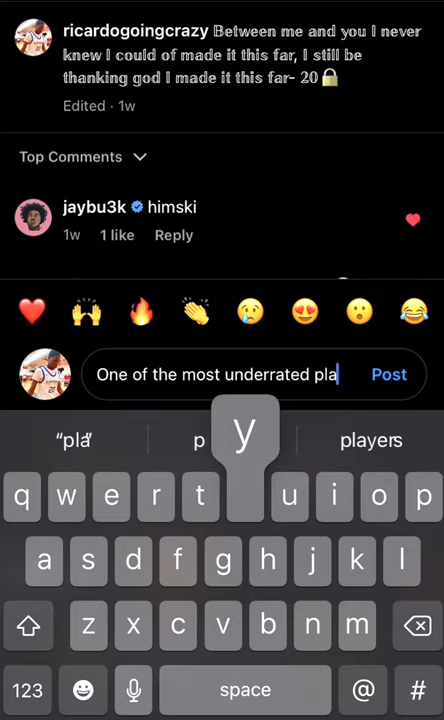 ricardogoingcrazy Between me and you I never
knew I could of made it this far, I still be
thanking god I made it this far- 20🔒
Edited · 1w
Top Comments
jaybu3k himski
1w 1 like Reply
❤️ 🙌 🔥 👏 😢 😍 😮 😂
One of the most underrated pla Post
“pla” p players
y
q w e r t u i o p
a s d f g h j k l
z x c v b n m
123 space @ #